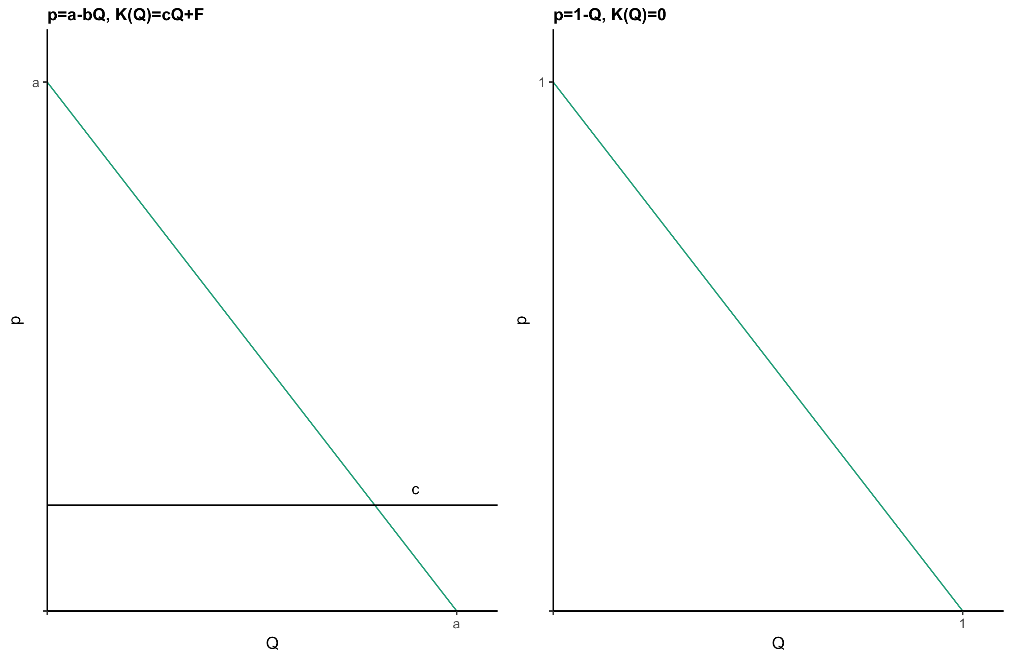 p=a-bQ, K(Q)=cQ+F
a
p
c
a
Q
p=1-Q, K(Q)=0
1
p
1
Q